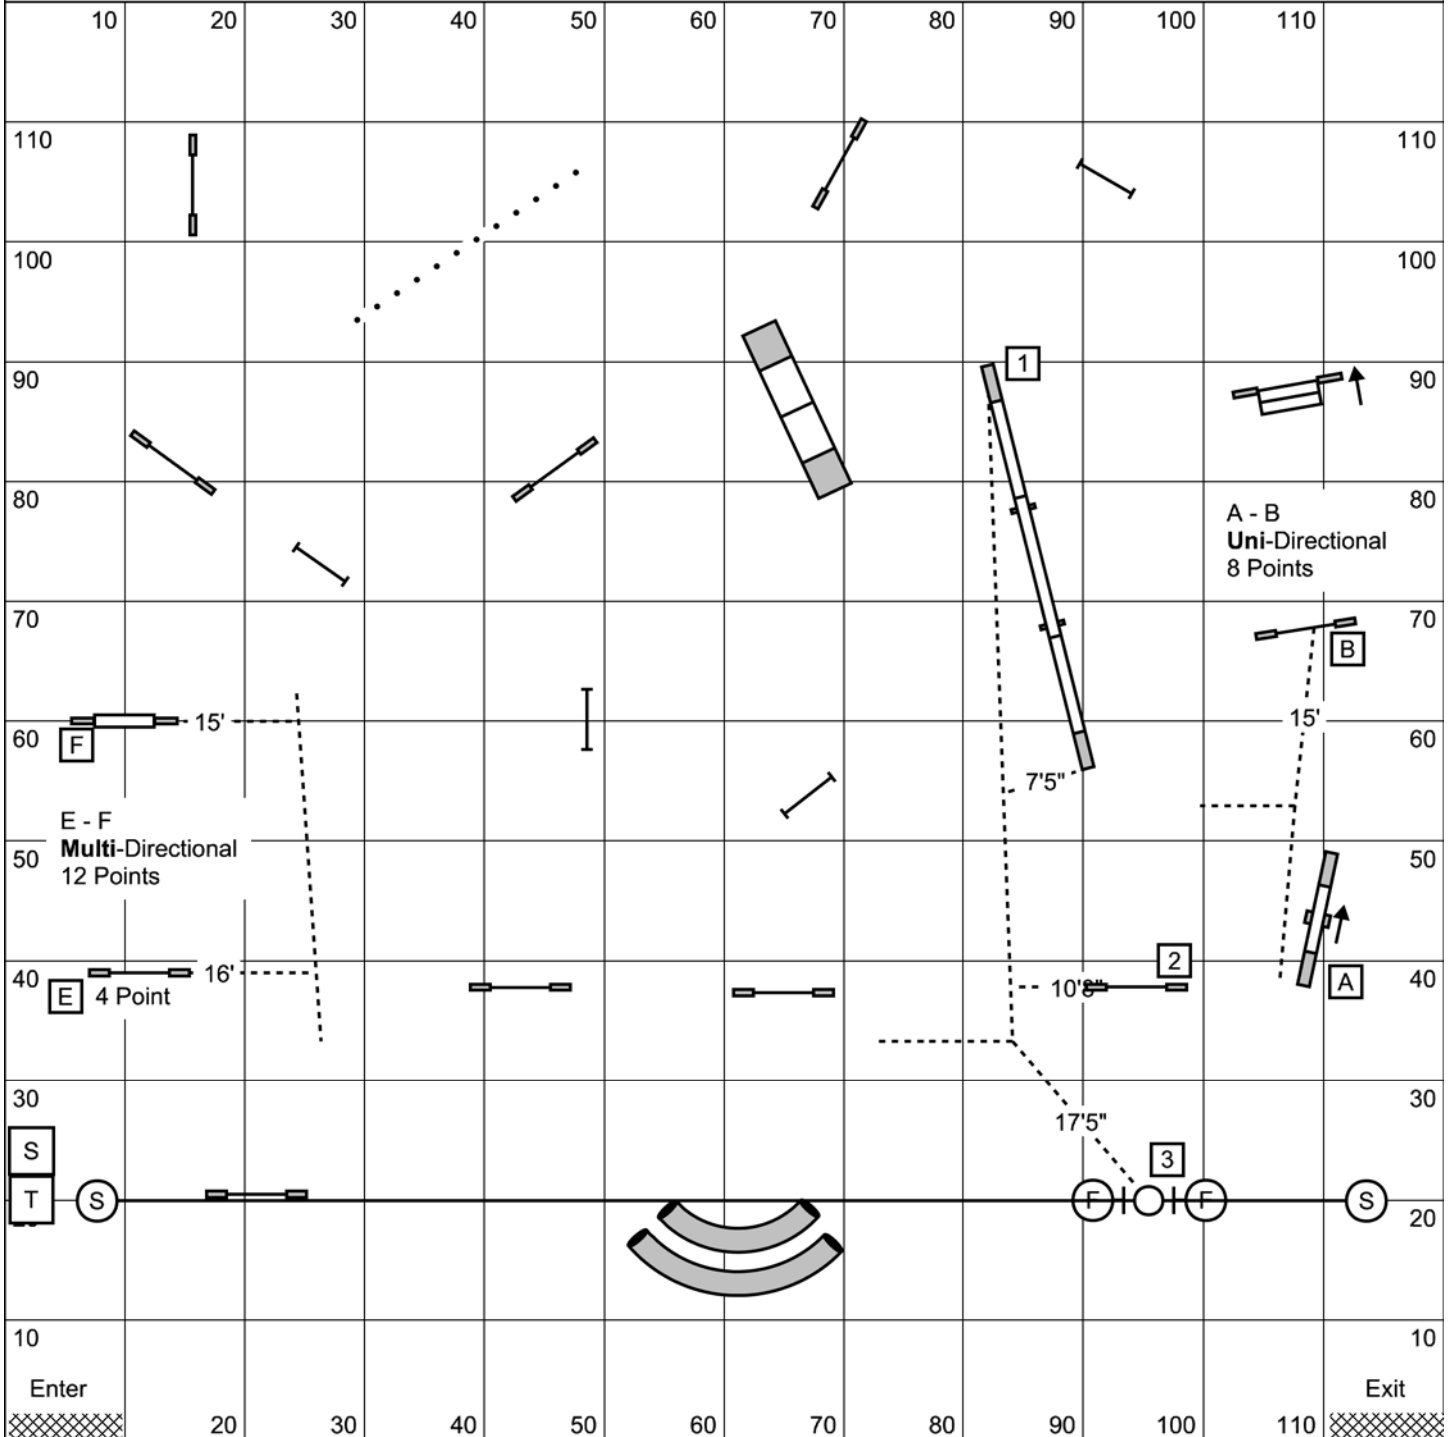 10 20 30 40 50 60 70 80 90 100 110
110 110
100 100
90 1 90
80 80
A - B
Uni-Directional
8 Points
70 70
B
15' 15'
60 60
F
7'5"
E - F
Multi-Directional
12 Points
50 50
2
40 16' 40
E 4 Point 10'8" A
30 30
17'5"
S
3
T S F F S
20 20
10 10
Enter Exit
20 30 40 50 60 70 80 90 100 110